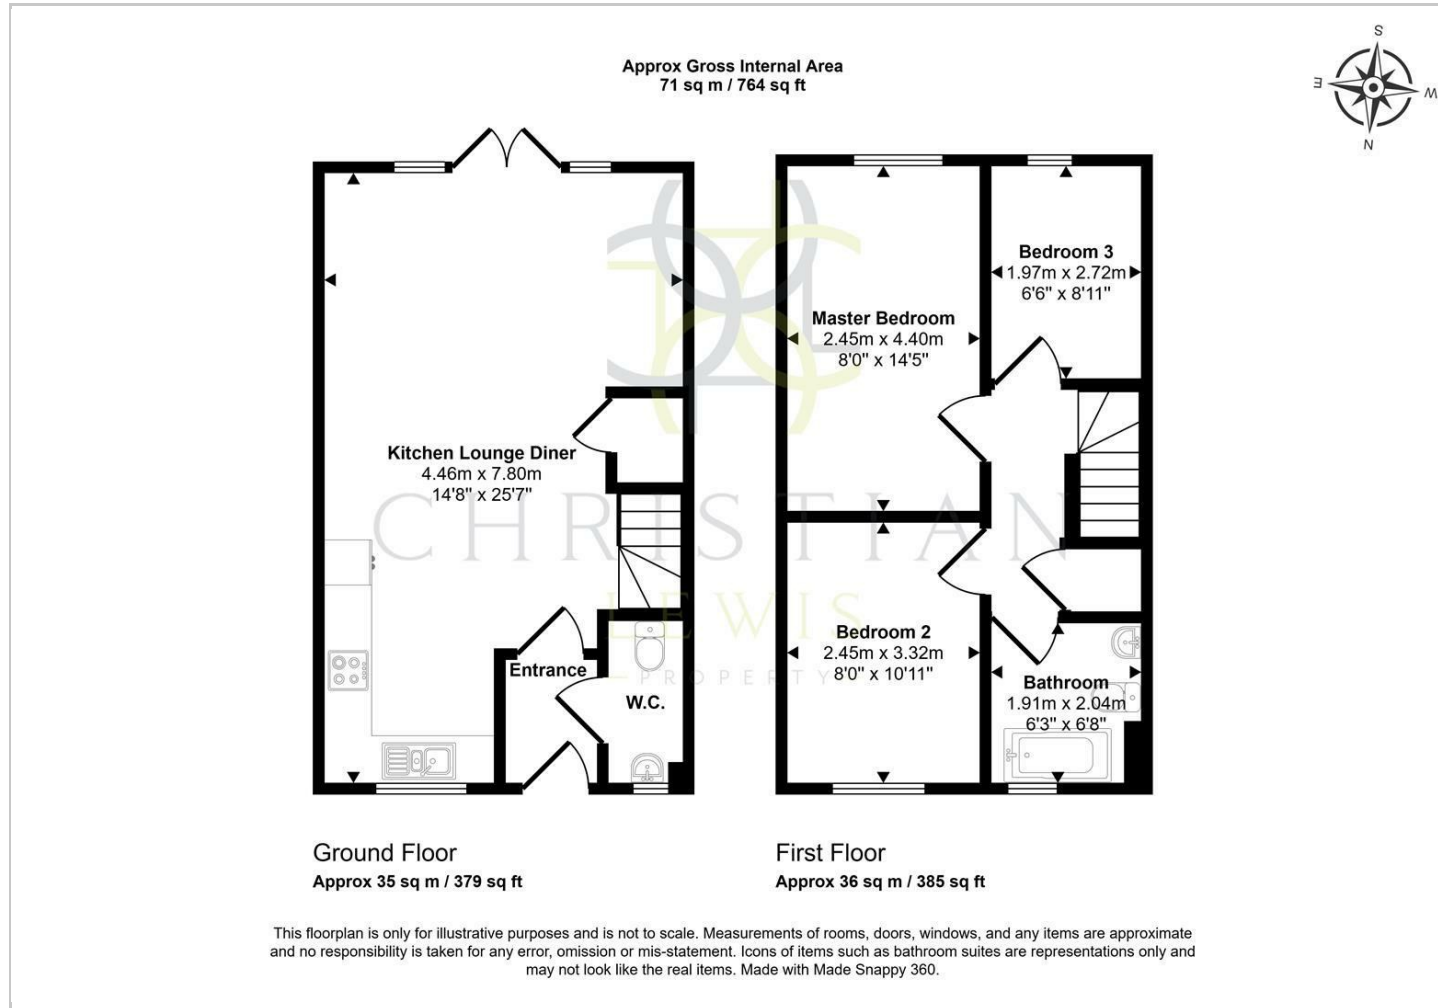 Approx Gross Internal Area
71 sq m / 764 sq ft
S
E
W
N
Kitchen Lounge Diner
4.46m x 7.80m
14'8" x 25'7"
Entrance
W.C.
Master Bedroom
2.45m x 4.40m
8'0" x 14'5"
Bedroom 3
1.97m x 2.72m
6'6" x 8'11"
Bedroom 2
2.45m x 3.32m
8'0" x 10'11"
Bathroom
1.91m x 2.04m
6'3" x 6'8"
CHRISTIAN
LEWIS
PROPERTY
Ground Floor
Approx 35 sq m / 379 sq ft
First Floor
Approx 36 sq m / 385 sq ft
This floorplan is only for illustrative purposes and is not to scale. Measurements of rooms, doors, windows, and any items are approximate
and no responsibility is taken for any error, omission or mis-statement. Icons of items such as bathroom suites are representations only and
may not look like the real items. Made with Made Snappy 360.